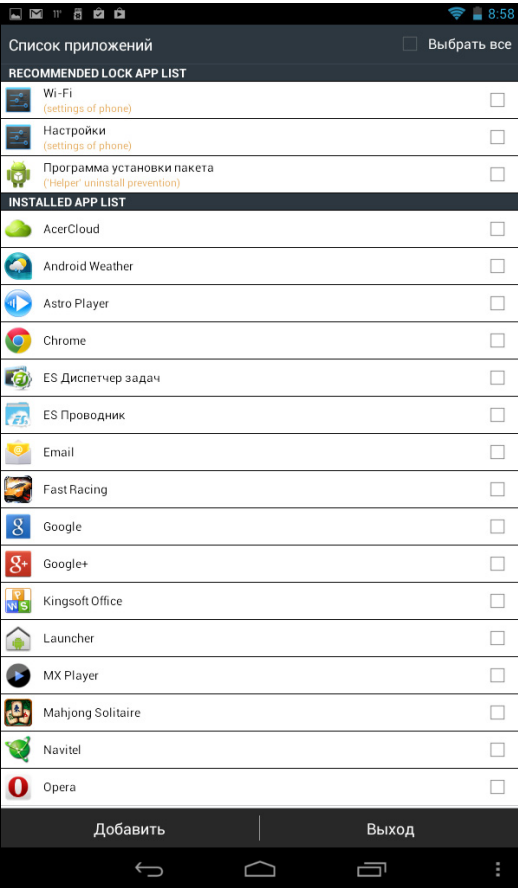 11° 8:58
Список приложений Выбрать все
RECOMMENDED LOCK APP LIST
Wi-Fi
(settings of phone)
Настройки
(settings of phone)
Программа установки пакета
('Helper' uninstall prevention)
INSTALLED APP LIST
AcerCloud
Android Weather
Astro Player
Chrome
ES Диспетчер задач
ES Проводник
Email
Fast Racing
Google
Google+
Kingsoft Office
Launcher
MX Player
Mahjong Solitaire
Navitel
Opera
Добавить Выход